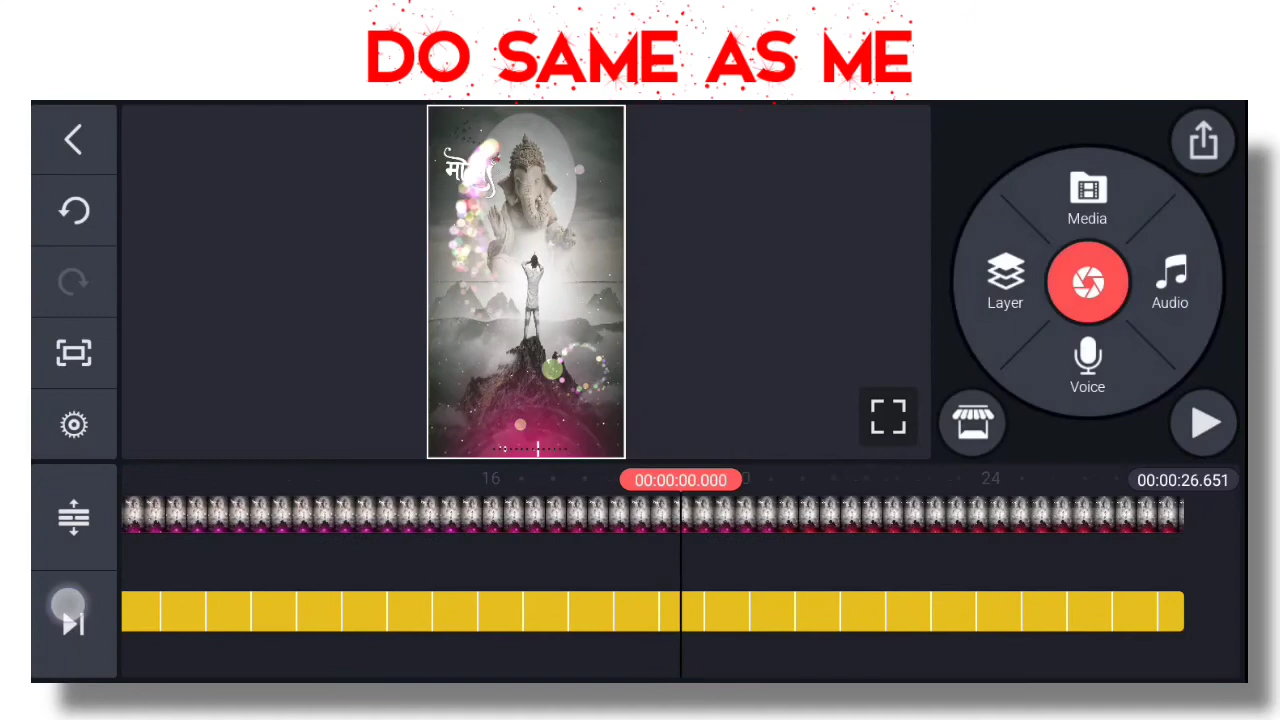 DO SAME AS ME
Media
Layer
Audio
Voice
16
00:00:00.000
24
00:00:26.651